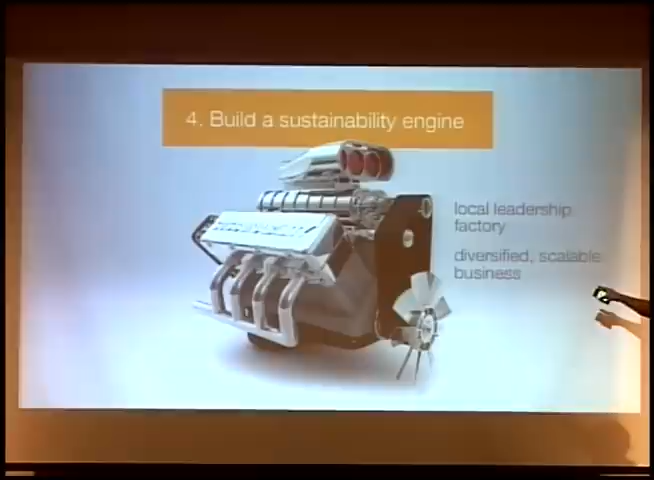 4. Build a sustainability engine
local leadership
factory
diversified, scalable
business